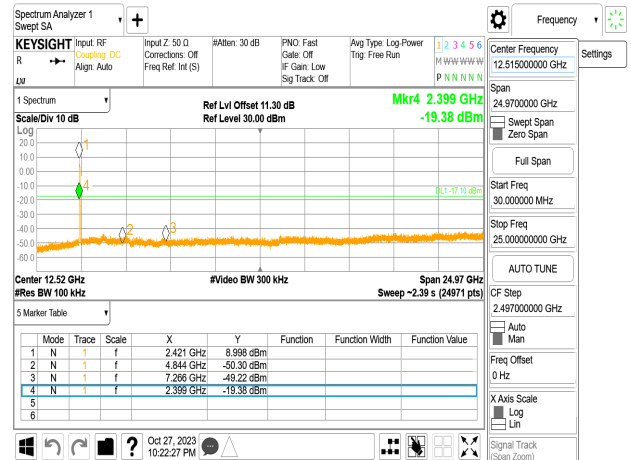 Spectrum Analyzer 1
Swept SA
Frequency
KEYSIGHT
R
Input: RF
Coupling: DC
Align: Auto
Input Z: 50 Ω
Corrections: Off
Freq Ref: Int (S)
#Atten: 30 dB
PNO: Fast
Gate: Off
IF Gain: Low
Sig Track: Off
Avg Type: Log-Power
Trig: Free Run
1 2 3 4 5 6
M W W W W W
P N N N N N
Settings
1 Spectrum
Scale/Div 10 dB
Ref Lvl Offset 11.30 dB
Ref Level 30.00 dBm
Mkr4 2.399 GHz
-19.38 dBm
Log
20.0
10.0
0.00
-10.0
-20.0
-30.0
-40.0
-50.0
-60.0
1
4
2
3
DL1 -17.10 dBm
Center 12.52 GHz
#Res BW 100 kHz
#Video BW 300 kHz
Span 24.97 GHz
Sweep ~2.39 s (24971 pts)
5 Marker Table
Mode Trace Scale X Y Function Function Width Function Value
1 N 1 f 2.421 GHz 8.998 dBm
2 N 1 f 4.844 GHz -50.30 dBm
3 N 1 f 7.266 GHz -49.22 dBm
4 N 1 f 2.399 GHz -19.38 dBm
5
6
Oct 27, 2023
10:22:27 PM
?
Center Frequency
12.515000000 GHz
Span
24.9700000 GHz
Swept Span
Zero Span
Full Span
Start Freq
30.000000 MHz
Stop Freq
25.000000000 GHz
AUTO TUNE
CF Step
2.497000000 GHz
Auto
Man
Freq Offset
0 Hz
X Axis Scale
Log
Lin
Signal Track
(Span Zoom)